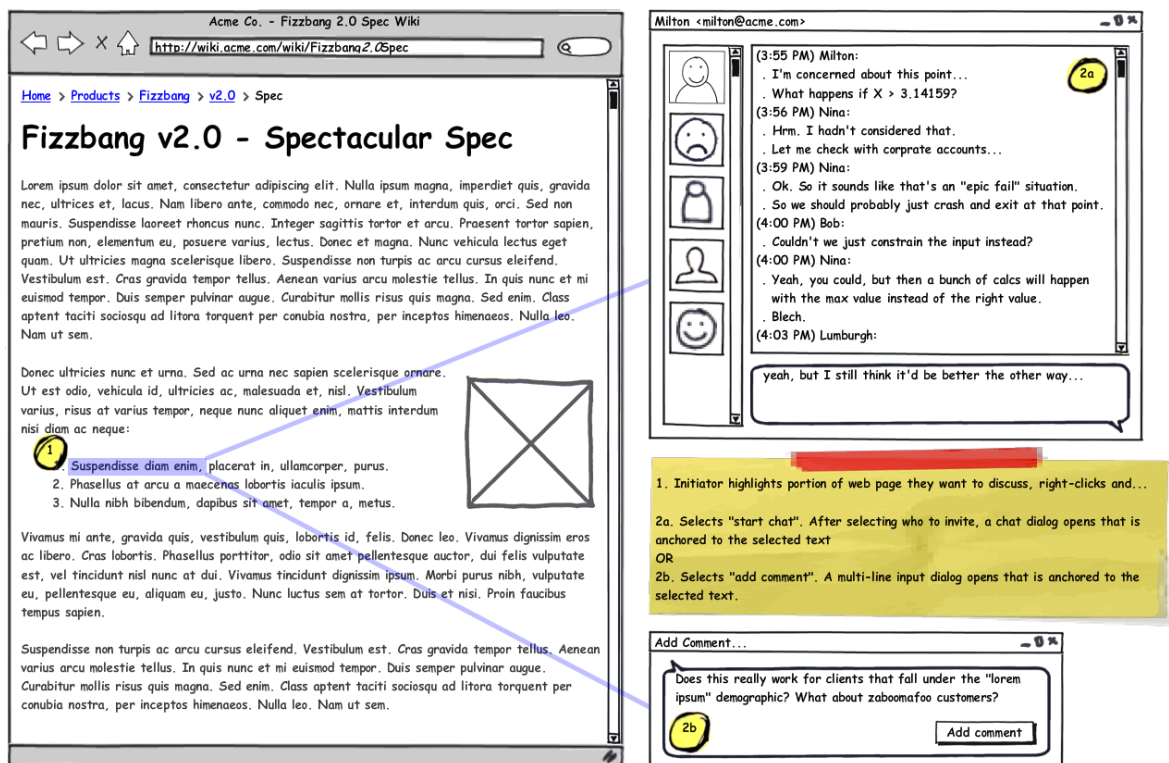 Acme Co. - Fizzbang 2.0 Spec Wiki
http://wiki.acme.com/wiki/Fizzbang2.0Spec
Home > Products > Fizzbang > v2.0 > Spec
Fizzbang v2.0 - Spectacular Spec
Lorem ipsum dolor sit amet, consectetur adipiscing elit. Nulla ipsum magna, imperdiet quis, gravida
nec, ultrices et, lacus. Nam libero ante, commodo nec, ornare et, interdum quis, orci. Sed non
mauris. Suspendisse laoreet rhoncus nunc. Integer sagittis tortor et arcu. Praesent tortor sapien,
pretium non, elementum eu, posuere varius, lectus. Donec et magna. Nunc vehicula lectus eget
quam. Ut ultricies magna scelerisque libero. Suspendisse non turpis ac arcu cursus eleifend.
Vestibulum est. Cras gravida tempor tellus. Aenean varius arcu molestie tellus. In quis nunc et mi
euismod tempor. Duis semper pulvinar augue. Curabitur mollis risus quis magna. Sed enim. Class
aptent taciti sociosqu ad litora torquent per conubia nostra, per inceptos himenaeos. Nulla leo.
Nam ut sem.
Donec ultricies nunc et urna. Sed ac urna nec sapien scelerisque ornare.
Ut est odio, vehicula id, ultricies ac, malesuada et, nisl. Vestibulum
varius, risus at varius tempor, neque nunc aliquet enim, mattis interdum
nisi diam ac neque:
1
. Suspendisse diam enim, placerat in, ullamcorper, purus.
2. Phasellus at arcu a maecenas lobortis iaculis ipsum.
3. Nulla nibh bibendum, dapibus sit amet, tempor a, metus.
Vivamus mi ante, gravida quis, vestibulum quis, lobortis id, felis. Donec leo. Vivamus dignissim eros
ac libero. Cras lobortis. Phasellus porttitor, odio sit amet pellentesque auctor, dui felis vulputate
est, vel tincidunt nisl nunc at dui. Vivamus tincidunt dignissim ipsum. Morbi purus nibh, vulputate
eu, pellentesque eu, aliquam eu, justo. Nunc luctus sem at tortor. Duis et nisi. Proin faucibus
tempus sapien.
Suspendisse non turpis ac arcu cursus eleifend. Vestibulum est. Cras gravida tempor tellus. Aenean
varius arcu molestie tellus. In quis nunc et mi euismod tempor. Duis semper pulvinar augue.
Curabitur mollis risus quis magna. Sed enim. Class aptent taciti sociosqu ad litora torquent per
conubia nostra, per inceptos himenaeos. Nulla leo. Nam ut sem.
Milton <milton@acme.com>
(3:55 PM) Milton:
. I'm concerned about this point...
2a
. What happens if X > 3.14159?
(3:56 PM) Nina:
. Hrm. I hadn't considered that.
. Let me check with corprate accounts...
(3:59 PM) Nina:
. Ok. So it sounds like that's an "epic fail" situation.
. So we should probably just crash and exit at that point.
(4:00 PM) Bob:
. Couldn't we just constrain the input instead?
(4:00 PM) Nina:
. Yeah, you could, but then a bunch of calcs will happen
with the max value instead of the right value.
. Blech.
(4:03 PM) Lumburgh:
yeah, but I still think it'd be better the other way...
1. Initiator highlights portion of web page they want to discuss, right-clicks and...
2a. Selects "start chat". After selecting who to invite, a chat dialog opens that is
anchored to the selected text
OR
2b. Selects "add comment". A multi-line input dialog opens that is anchored to the
selected text.
Add Comment...
Does this really work for clients that fall under the "lorem
ipsum" demographic? What about zaboomafoo customers?
2b
Add comment